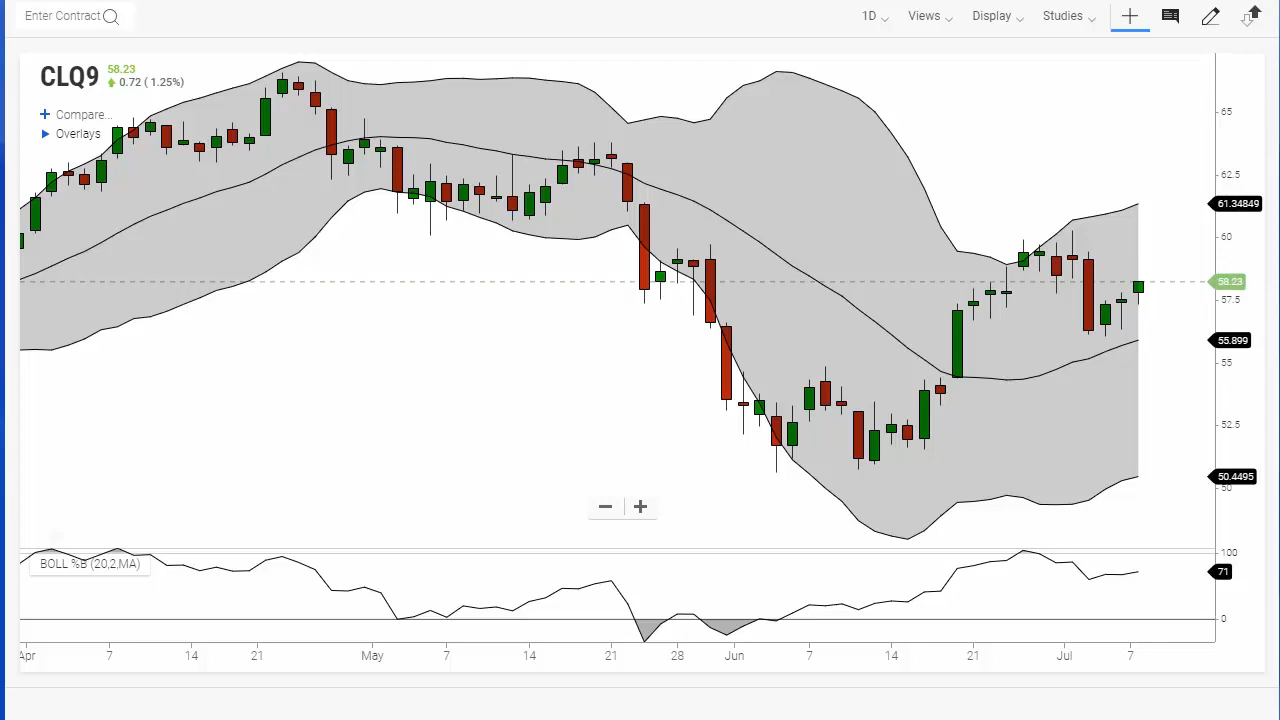 Enter Contract
1D Views Display Studies
CLQ9 58.23
0.72 ( 1.25%)
Compare...
Overlays
65
62.5
61.34849
60
58.23
57.5
55.899
55
52.5
50.4495
50
BOLL %B (20,2,MA)
100
71
0
Apr 7 14 21 May 7 14 21 28 Jun 7 14 21 Jul 7